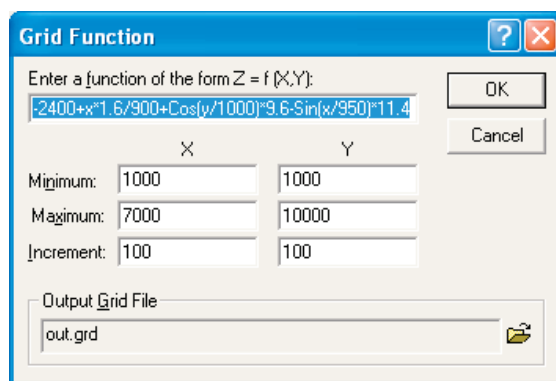 Grid Function
Enter a function of the form Z = f (X,Y):
-2400+x*1.6/900+Cos(y/1000)*9.6-Sin(x/950)*11.4
OK
Cancel
X Y
Minimum: 1000 1000
Maximum: 7000 10000
Increment: 100 100
Output Grid File
out.grd